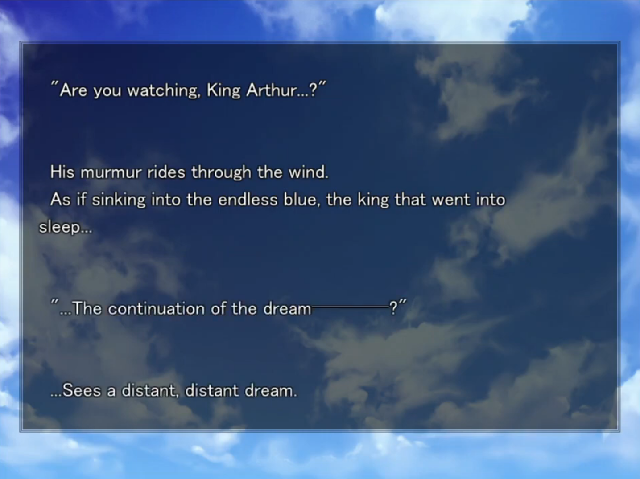 "Are you watching, King Arthur...?"
His murmur rides through the wind.
As if sinking into the endless blue, the king that went into
sleep...
"...The continuation of the dream―――――?"
...Sees a distant, distant dream.